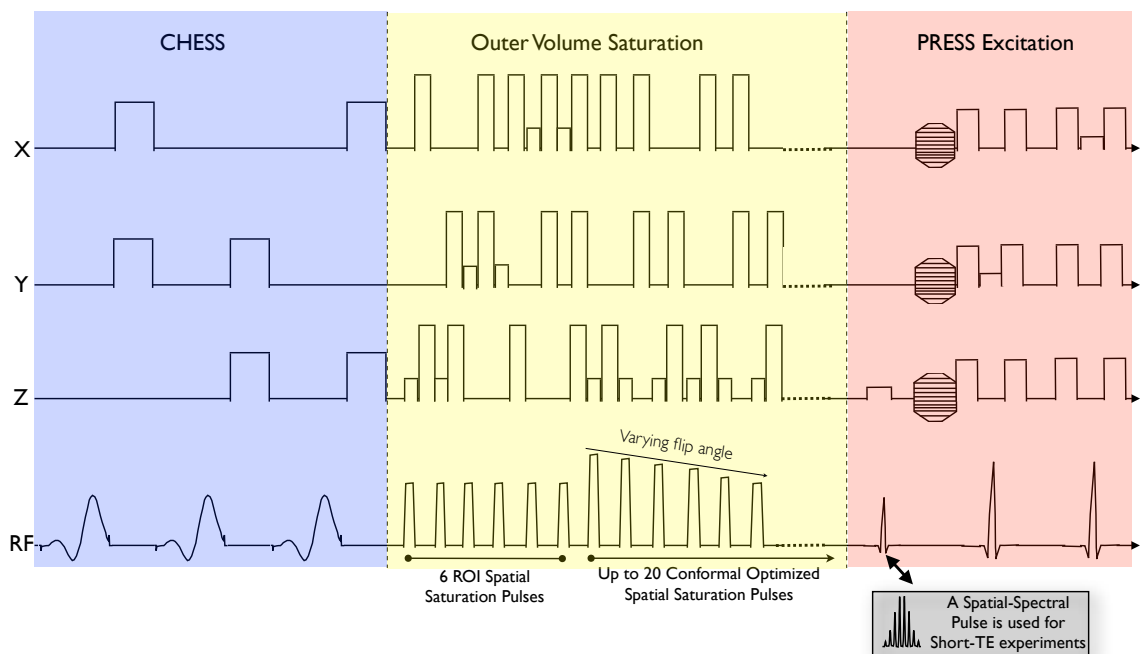 CHESS
Outer Volume Saturation
PRESS Excitation
X
Y
Z
Varying flip angle
RF
6 ROI Spatial
Saturation Pulses
Up to 20 Conformal Optimized
Spatial Saturation Pulses
A Spatial-Spectral
Pulse is used for
Short-TE experiments